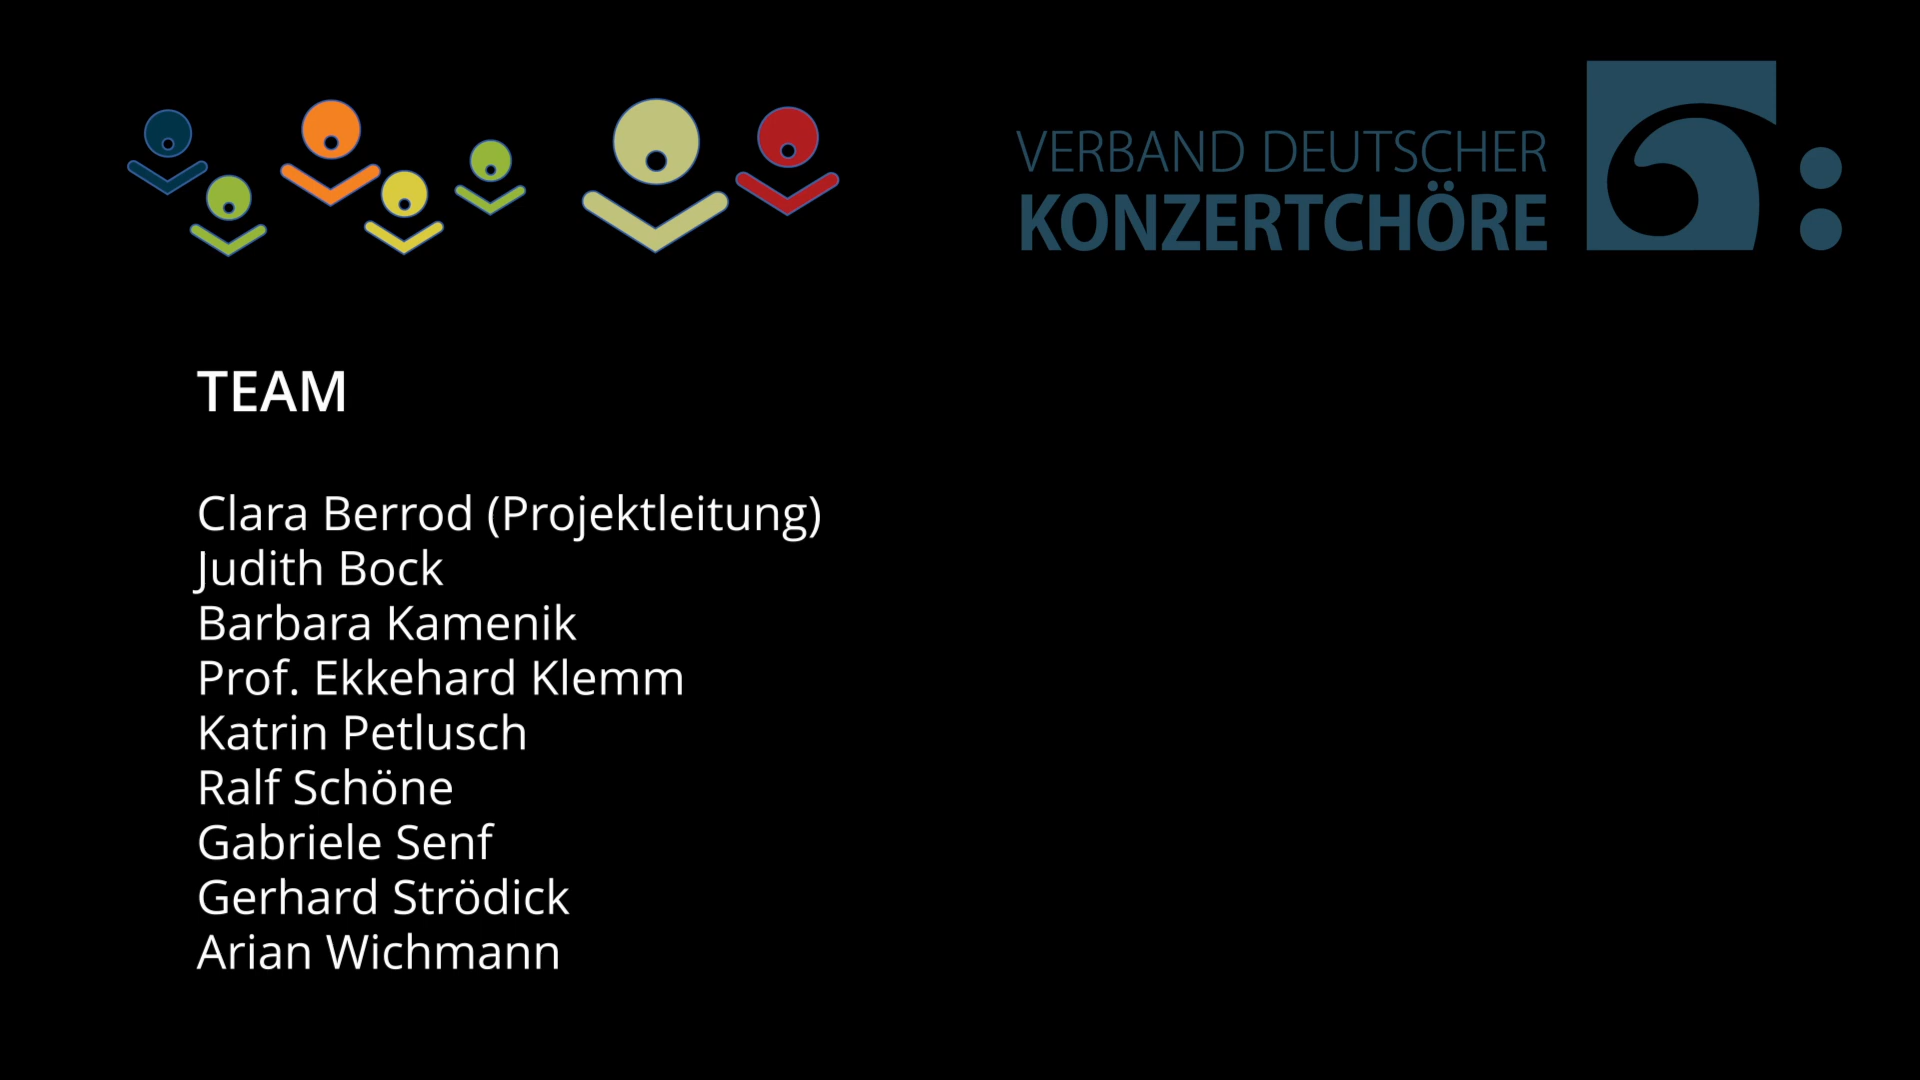 VERBAND DEUTSCHER
KONZERTCHÖRE
TEAM
Clara Berrod (Projektleitung)
Judith Bock
Barbara Kamenik
Prof. Ekkehard Klemm
Katrin Petlusch
Ralf Schöne
Gabriele Senf
Gerhard Strödick
Arian Wichmann